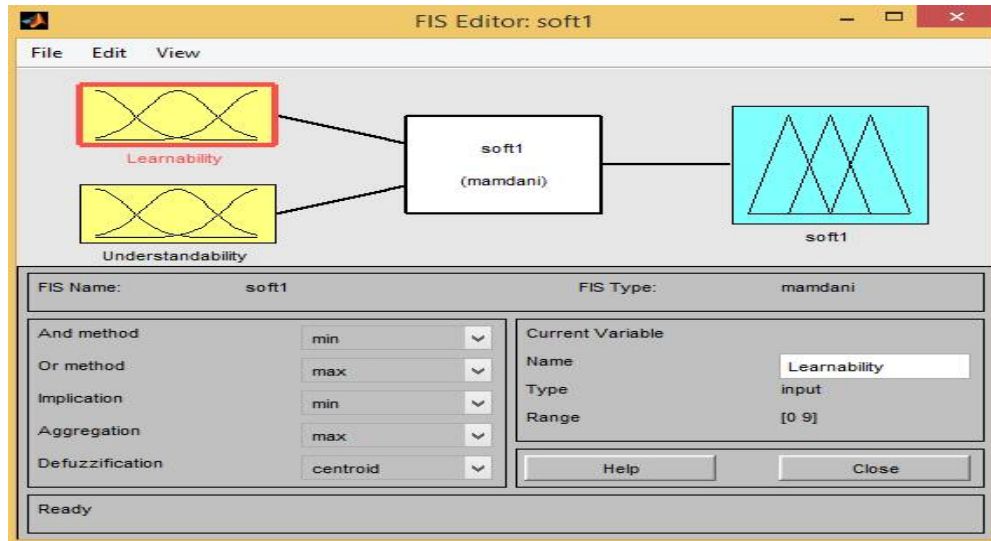 FIS Editor: soft1
File Edit View
Learnability
Understandability
soft1
(mamdani)
soft1
FIS Name: soft1 FIS Type: mamdani
And method min
Or method max
Implication min
Aggregation max
Defuzzification centroid
Current Variable
Name Learnability
Type input
Range [0 9]
Help Close
Ready